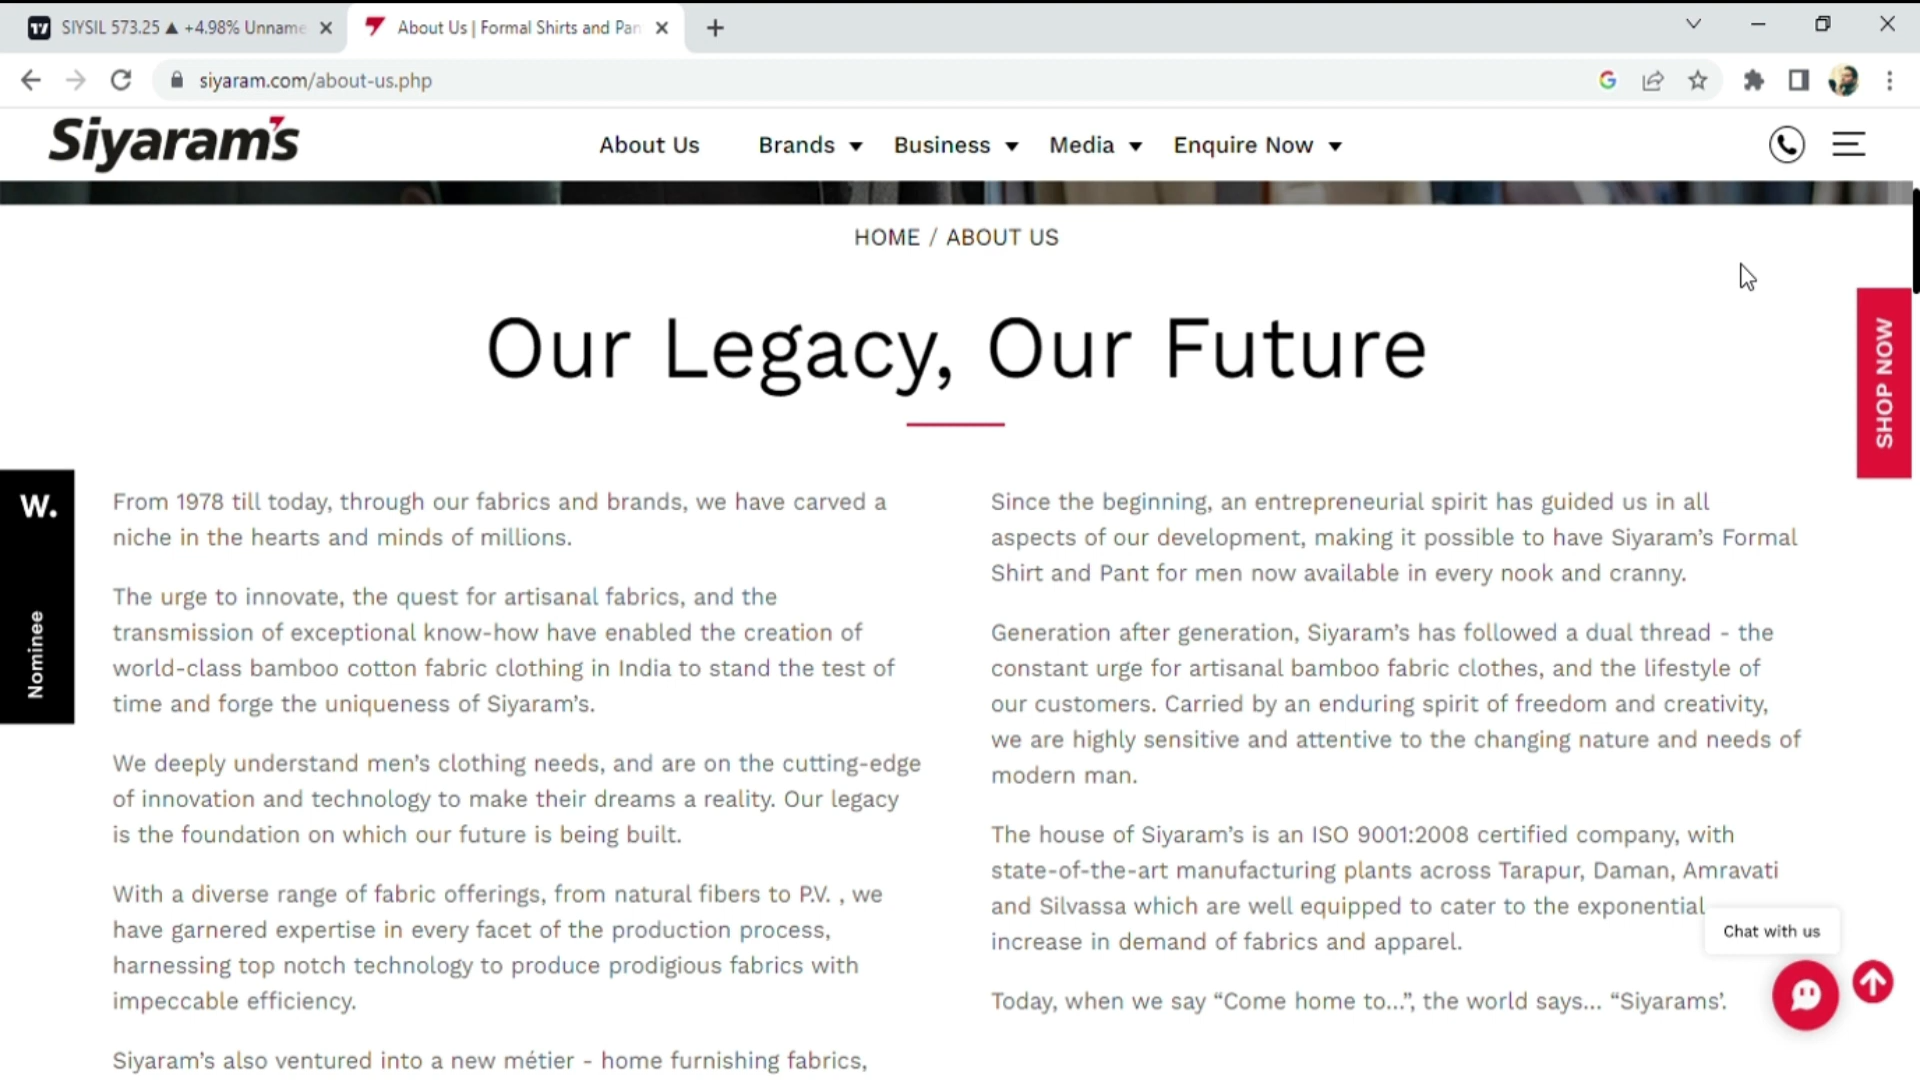 SIYSIL 573.25 ▲ +4.98% Unname
About Us | Formal Shirts and Pan
siyaram.com/about-us.php
Siyaram's
About Us
Brands
Business
Media
Enquire Now
HOME / ABOUT US
Our Legacy, Our Future
SHOP NOW
W.
Nominee
From 1978 till today, through our fabrics and brands, we have carved a
niche in the hearts and minds of millions.
The urge to innovate, the quest for artisanal fabrics, and the
transmission of exceptional know-how have enabled the creation of
world-class bamboo cotton fabric clothing in India to stand the test of
time and forge the uniqueness of Siyaram's.
We deeply understand men's clothing needs, and are on the cutting-edge
of innovation and technology to make their dreams a reality. Our legacy
is the foundation on which our future is being built.
With a diverse range of fabric offerings, from natural fibers to P.V. , we
have garnered expertise in every facet of the production process,
harnessing top notch technology to produce prodigious fabrics with
impeccable efficiency.
Siyaram's also ventured into a new métier - home furnishing fabrics,
Since the beginning, an entrepreneurial spirit has guided us in all
aspects of our development, making it possible to have Siyaram's Formal
Shirt and Pant for men now available in every nook and cranny.
Generation after generation, Siyaram's has followed a dual thread - the
constant urge for artisanal bamboo fabric clothes, and the lifestyle of
our customers. Carried by an enduring spirit of freedom and creativity,
we are highly sensitive and attentive to the changing nature and needs of
modern man.
The house of Siyaram's is an ISO 9001:2008 certified company, with
state-of-the-art manufacturing plants across Tarapur, Daman, Amravati
and Silvassa which are well equipped to cater to the exponential
increase in demand of fabrics and apparel.
Today, when we say “Come home to...”, the world says... “Siyarams'.
Chat with us